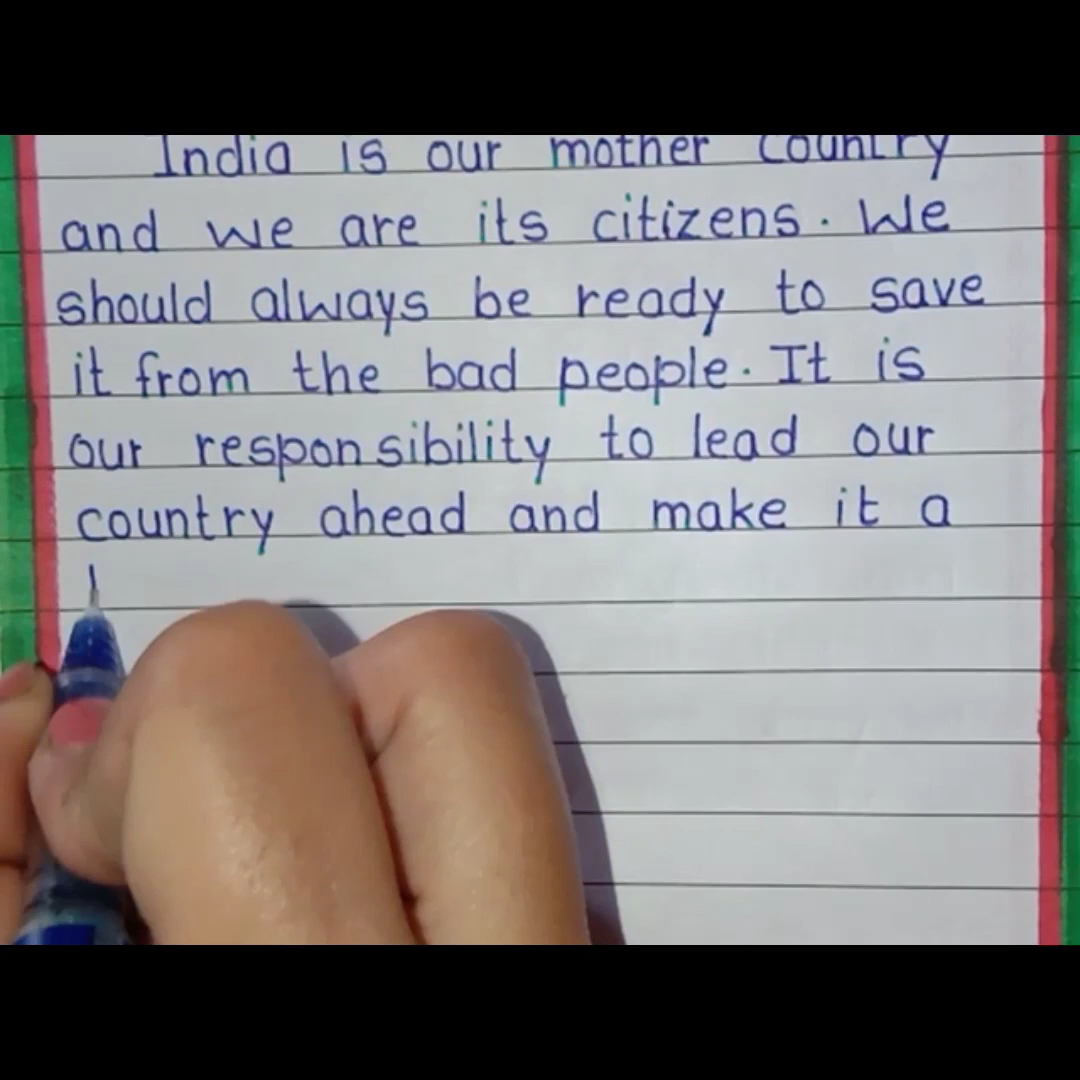 India is our mother country
and we are its citizens. We
should always be ready to save
it from the bad people. It is
our responsibility to lead our
country ahead and make it a